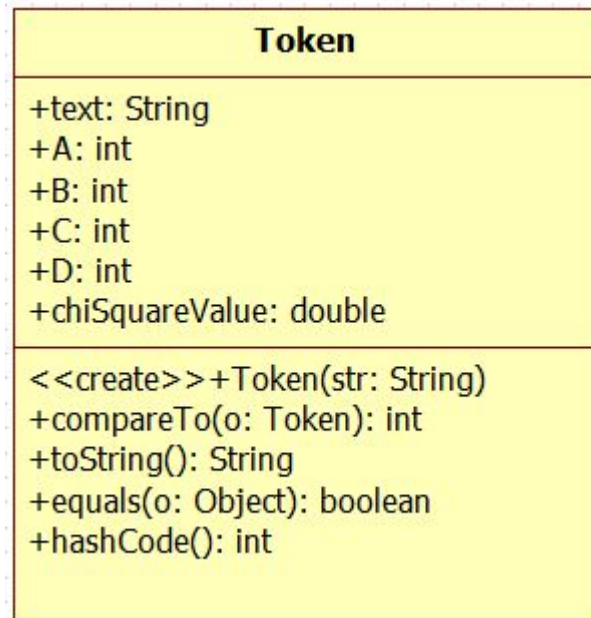 Token
+text: String
+A: int
+B: int
+C: int
+D: int
+chiSquareValue: double
<<create>>+Token(str: String)
+compareTo(o: Token): int
+toString(): String
+equals(o: Object): boolean
+hashCode(): int